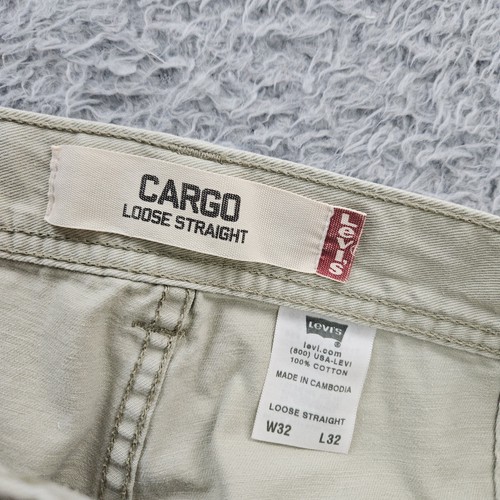 CARGO
LOOSE STRAIGHT
Levi's
Levi's
levi.com
(800) USA-LEVI
100% COTTON
MADE IN CAMBODIA
LOOSE STRAIGHT
W32 L32